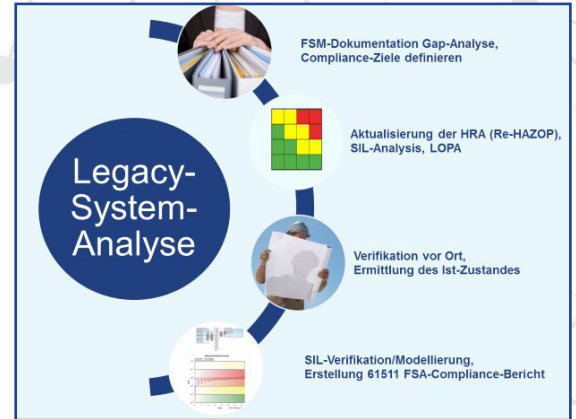 FSM-Dokumentation Gap-Analyse,
Compliance-Ziele definieren
Aktualisierung der HRA (Re-HAZOP),
SIL-Analysis, LOPA
Legacy-
System-
Analyse
Verifikation vor Ort,
Ermittlung des Ist-Zustandes
SIL-Verifikation/Modellierung,
Erstellung 61511 FSA-Compliance-Bericht